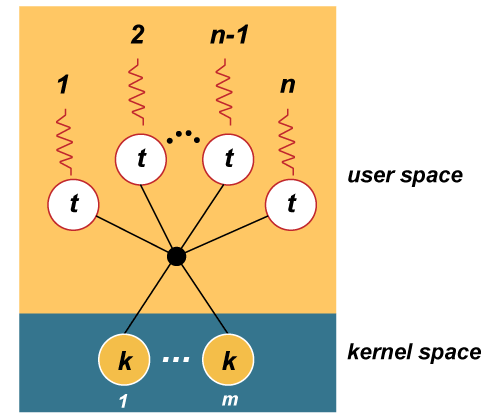 2 n-1
1 n
t t
t t
user space
k ... k
kernel space
1 m